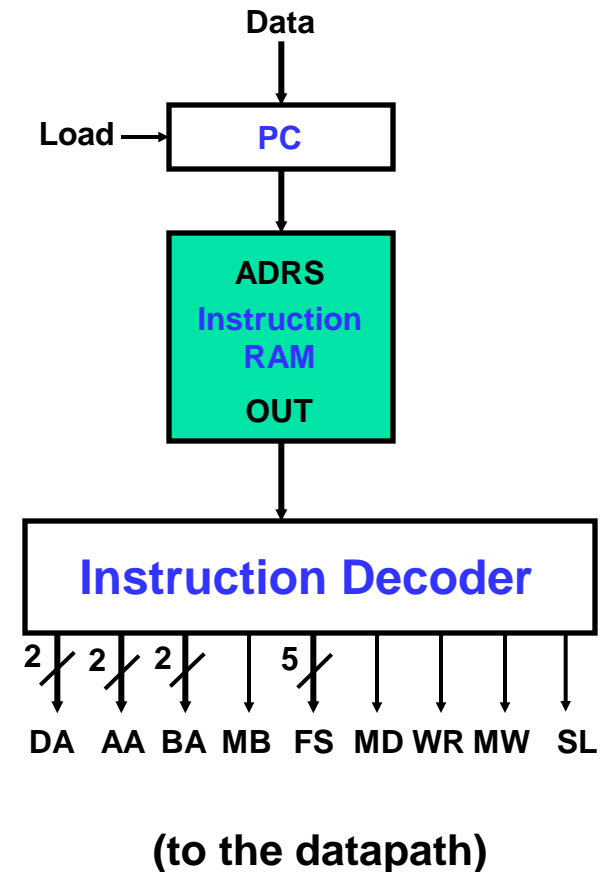 Data
Load
PC
ADRS
Instruction
RAM
OUT
Instruction Decoder
2 2 2 5
DA AA BA MB FS MD WR MW SL
(to the datapath)